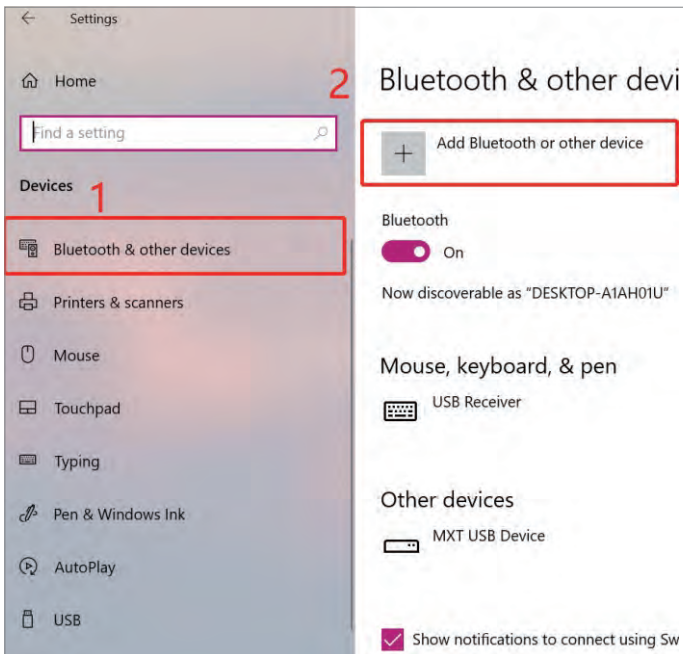 Settings
Home
Find a setting
Devices
1
Bluetooth & other devices
Printers & scanners
Mouse
Touchpad
Typing
Pen & Windows Ink
AutoPlay
USB
2
Bluetooth & other devi
Add Bluetooth or other device
Bluetooth
On
Now discoverable as "DESKTOP-A1AH01U"
Mouse, keyboard, & pen
USB Receiver
Other devices
MXT USB Device
Show notifications to connect using Sw